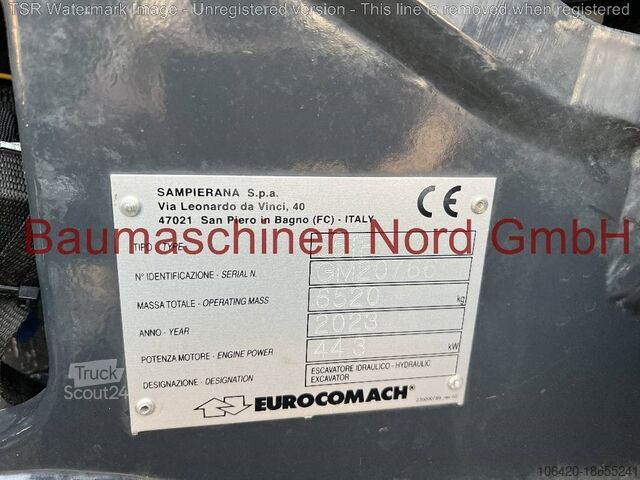 TSR Watermark Image - Unregistered version - This line is removed when registered
SAMPIERANA S.p.a.
Via Leonardo da Vinci, 40
47021 San Piero in Bagno (FC) - ITALY
CE
Baumaschinen Nord GmbH
TIPO - TYPE
N° IDENTIFICAZIONE - SERIAL N.
MASSA TOTALE - OPERATING MASS 6520 kg
ANNO - YEAR 2023
POTENZA MOTORE - ENGINE POWER 44.3 kW
DESIGNAZIONE - DESIGNATION ESCAVATORE IDRAULICO - HYDRAULIC
EXCAVATOR
EUROCOMACH®
Truck
Scout24
106420-18655241